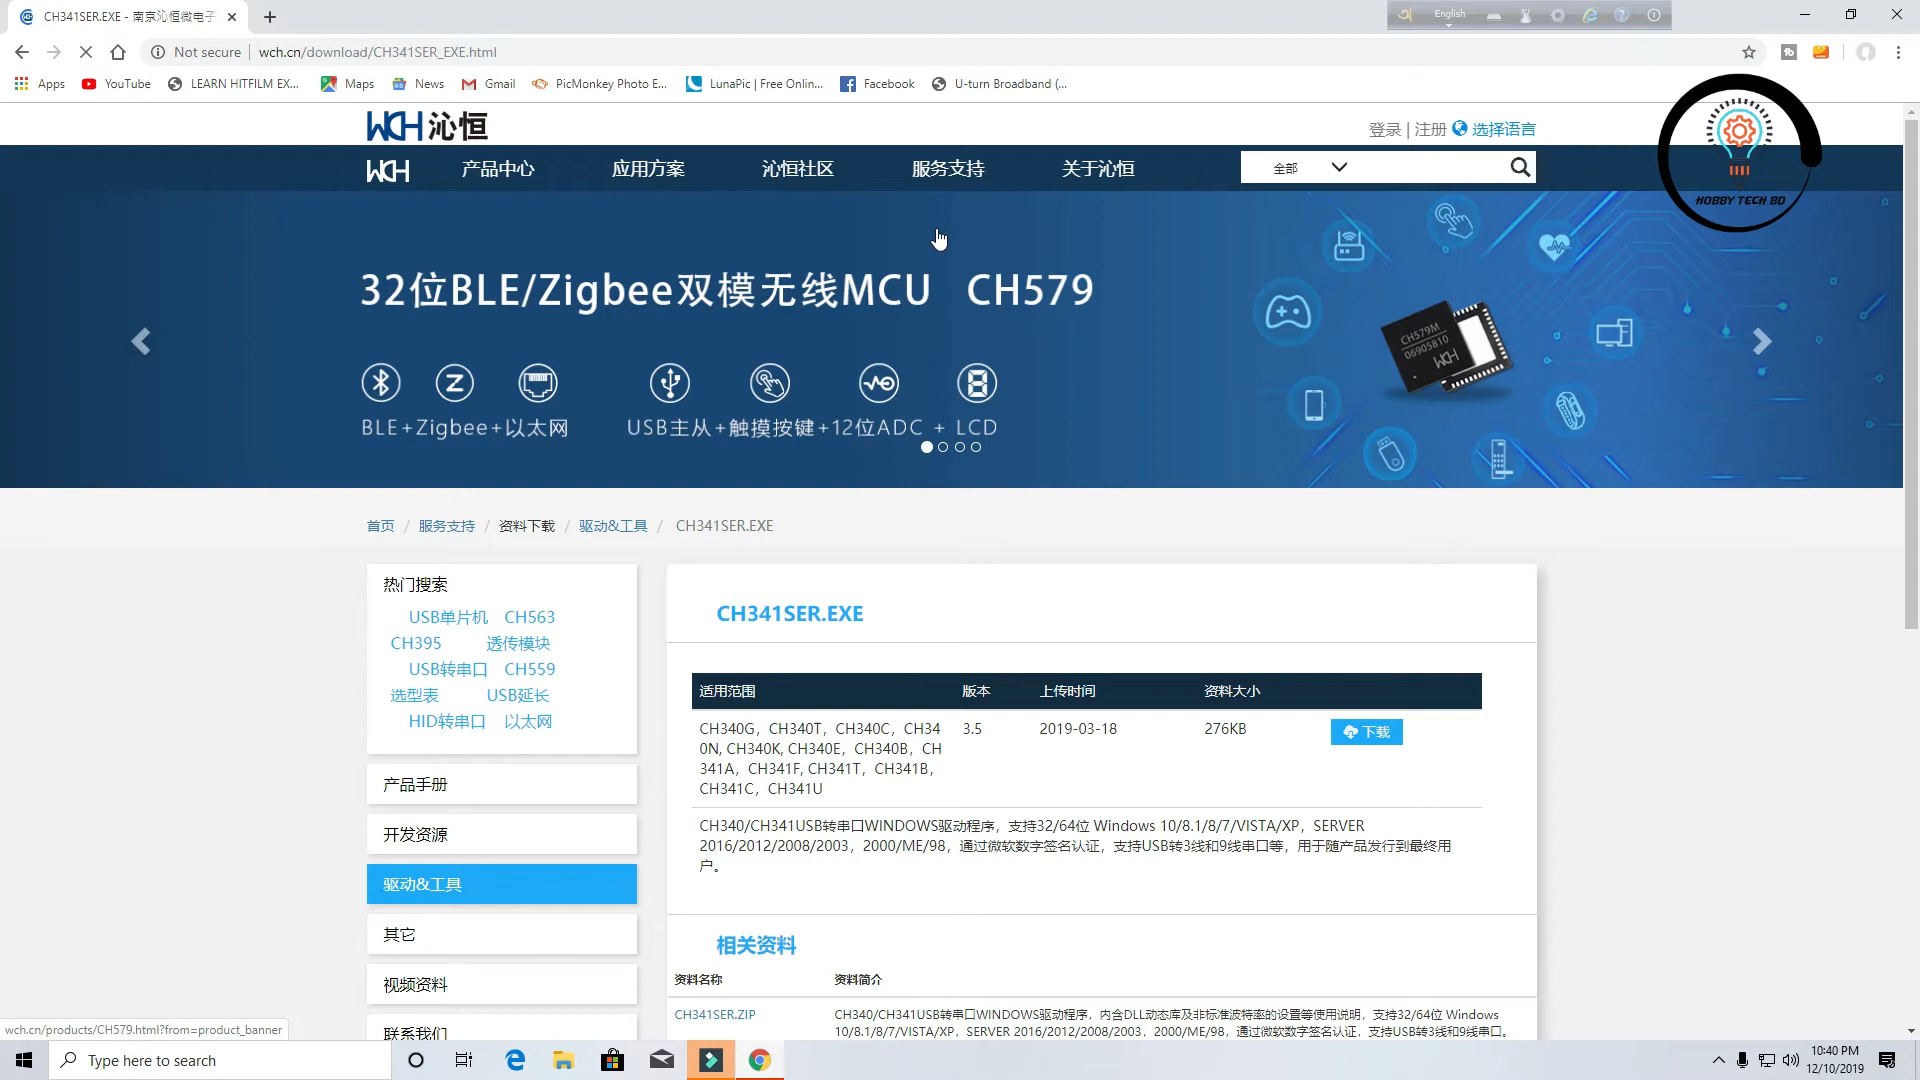 CH341SER.EXE - 南京沁恒微电子
English
Not secure
wch.cn/download/CH341SER_EXE.html
Apps
YouTube
LEARN HITFILM EX...
Maps
News
Gmail
PicMonkey Photo E...
LunaPic | Free Onlin...
Facebook
U-turn Broadband (...
WCH 沁恒
登录 | 注册 选择语言
WCH
产品中心
应用方案
沁恒社区
服务支持
关于沁恒
全部
HOBBY TECH BD
32位BLE/Zigbee双模无线MCU CH579
CH579M
06905810
WCH
BLE+Zigbee+以太网
USB主从+触摸按键+12位ADC + LCD
首页 / 服务支持 / 资料下载 / 驱动&工具 / CH341SER.EXE
热门搜索
USB单片机 CH563
CH395 透传模块
USB转串口 CH559
选型表 USB延长
HID转串口 以太网
产品手册
开发资源
驱动&工具
其它
视频资料
联系我们
CH341SER.EXE
适用范围 版本 上传时间 资料大小
CH340G，CH340T，CH340C，CH34 3.5 2019-03-18 276KB 下载
0N, CH340K, CH340E，CH340B，CH
341A，CH341F, CH341T，CH341B，
CH341C，CH341U
CH340/CH341USB转串口WINDOWS驱动程序，支持32/64位 Windows 10/8.1/8/7/VISTA/XP，SERVER
2016/2012/2008/2003，2000/ME/98，通过微软数字签名认证，支持USB转3线和9线串口等，用于随产品发行到最终用
户。
相关资料
资料名称 资料简介
CH341SER.ZIP CH340/CH341USB转串口WINDOWS驱动程序，内含DLL动态库及非标准波特率的设置等使用说明，支持32/64位 Windows
10/8.1/8/7/VISTA/XP，SERVER 2016/2012/2008/2003，2000/ME/98，通过微软数字签名认证，支持USB转3线和9线串口。
wch.cn/products/CH579.html?from=product_banner
Type here to search
10:40 PM
12/10/2019